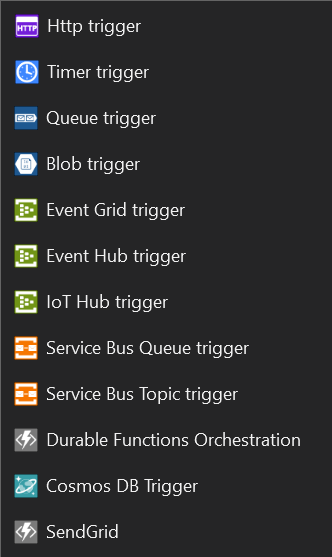 HTTP Http trigger
Timer trigger
Queue trigger
Blob trigger
Event Grid trigger
Event Hub trigger
IoT Hub trigger
Service Bus Queue trigger
Service Bus Topic trigger
Durable Functions Orchestration
Cosmos DB Trigger
SendGrid